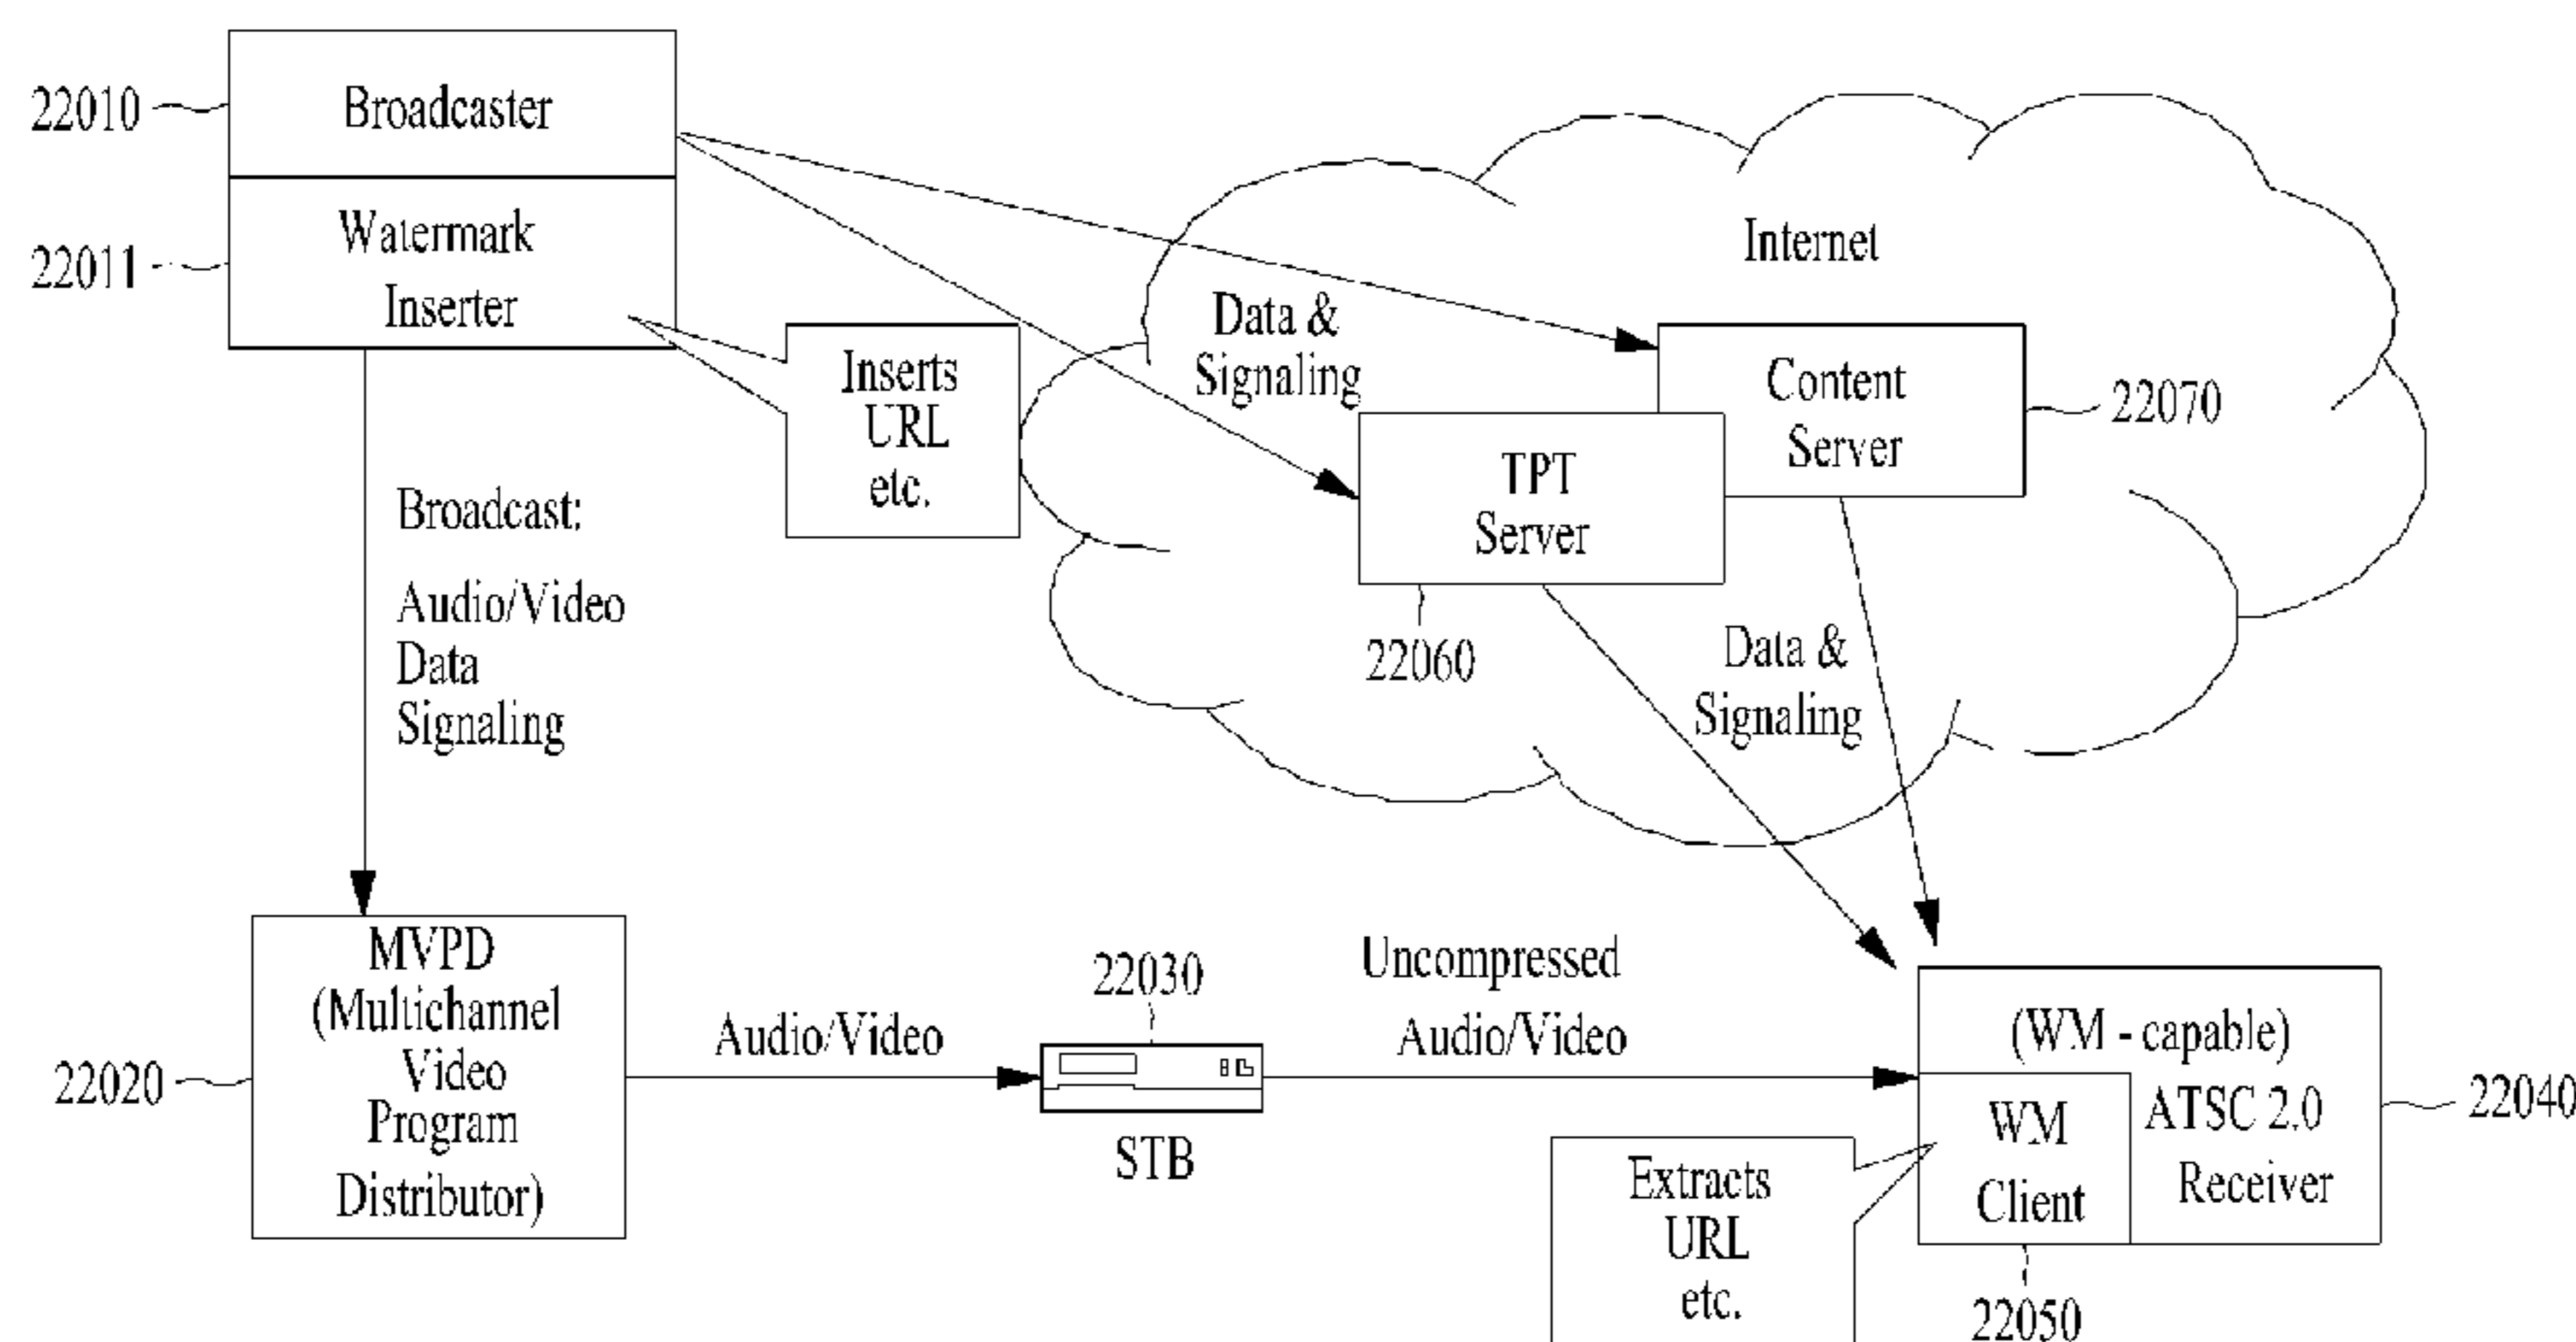 22010
Broadcaster
22011
Watermark
Inserter
Inserts
URL
etc.
Internet
Data &
Signaling
Content
Server
22070
TPT
Server
22060
Data &
Signaling
Broadcast:
Audio/Video
Data
Signaling
MVPD
(Multichannel
Video
Program
Distributor)
22020
Audio/Video
22030
STB
Uncompressed
Audio/Video
(WM - capable)
ATSC 2.0
Receiver
22040
WM
Client
22050
Extracts
URL
etc.